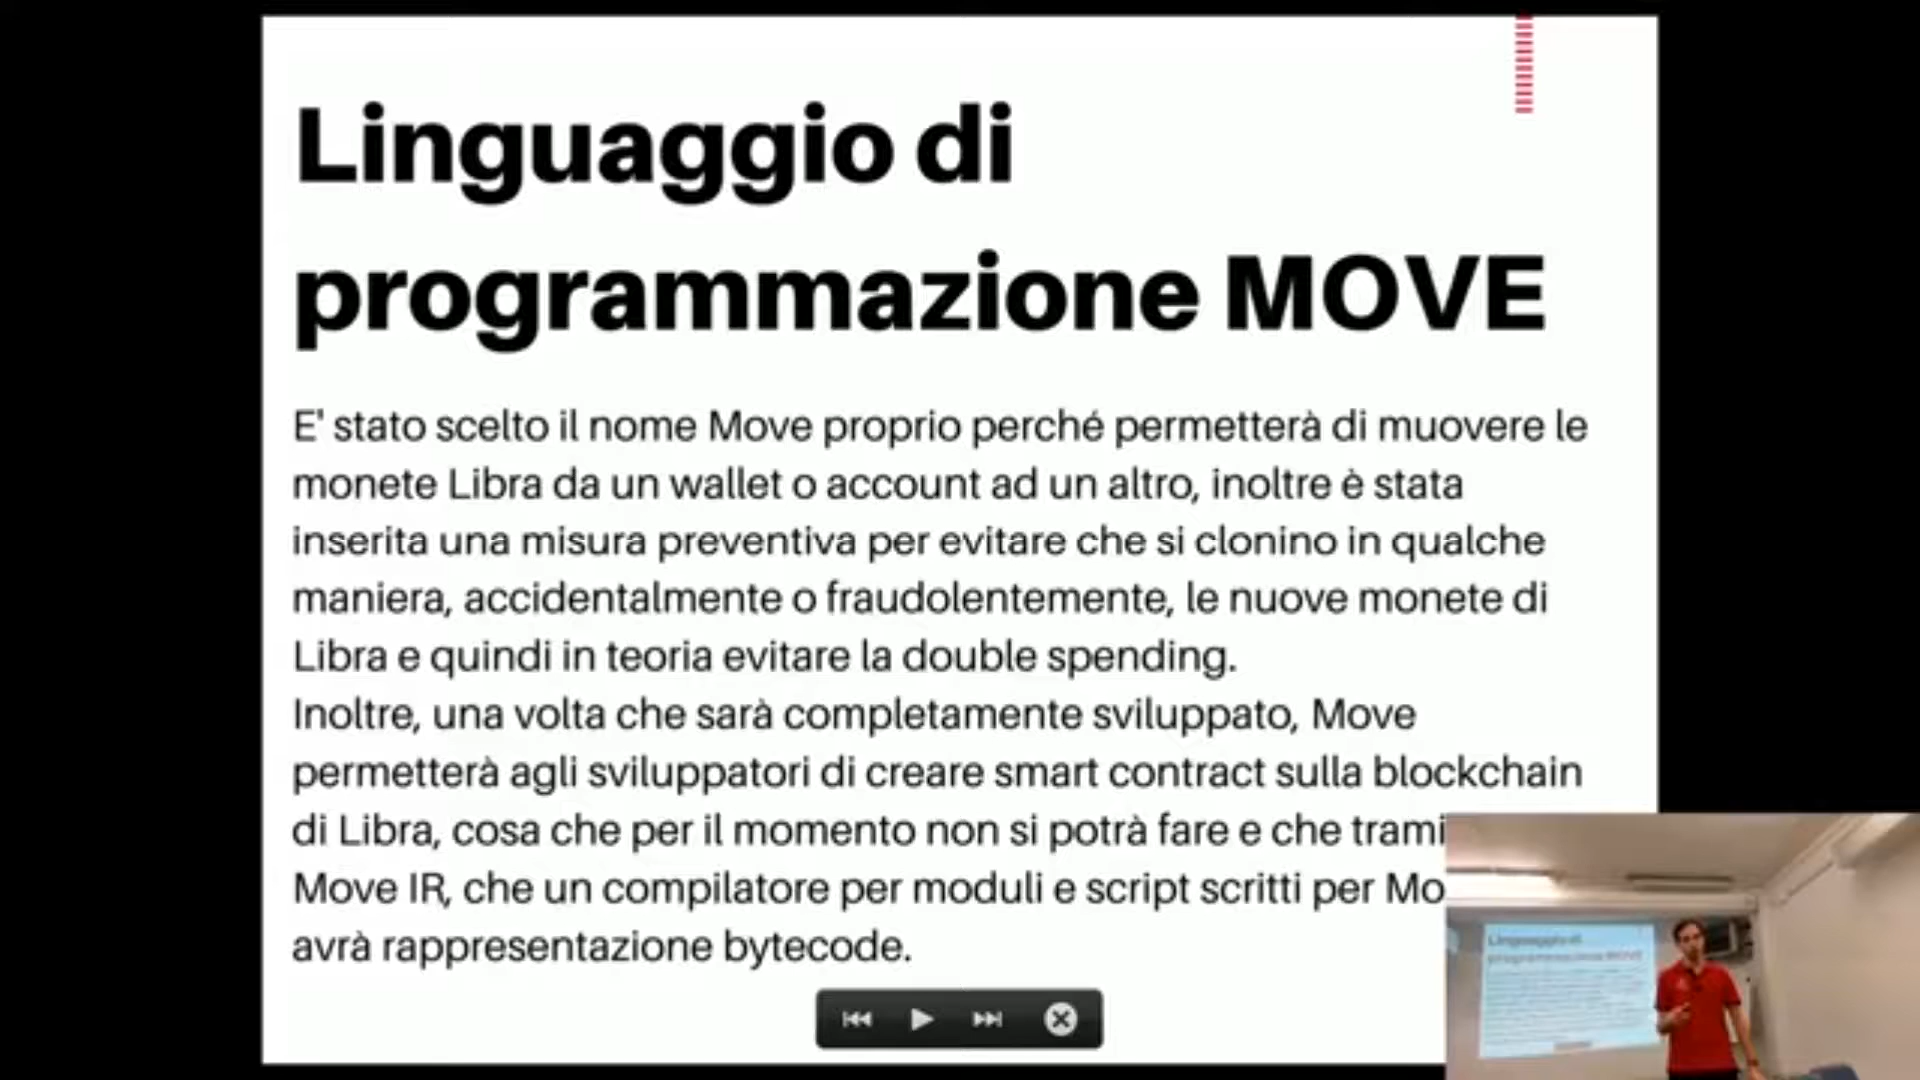 Linguaggio di
programmazione MOVE
E' stato scelto il nome Move proprio perché permetterà di muovere le
monete Libra da un wallet o account ad un altro, inoltre è stata
inserita una misura preventiva per evitare che si clonino in qualche
maniera, accidentalmente o fraudolentemente, le nuove monete di
Libra e quindi in teoria evitare la double spending.
Inoltre, una volta che sarà completamente sviluppato, Move
permetterà agli sviluppatori di creare smart contract sulla blockchain
di Libra, cosa che per il momento non si potrà fare e che trami
Move IR, che un compilatore per moduli e script scritti per Mo
avrà rappresentazione bytecode.
Linguaggio di
programmazione MOVE